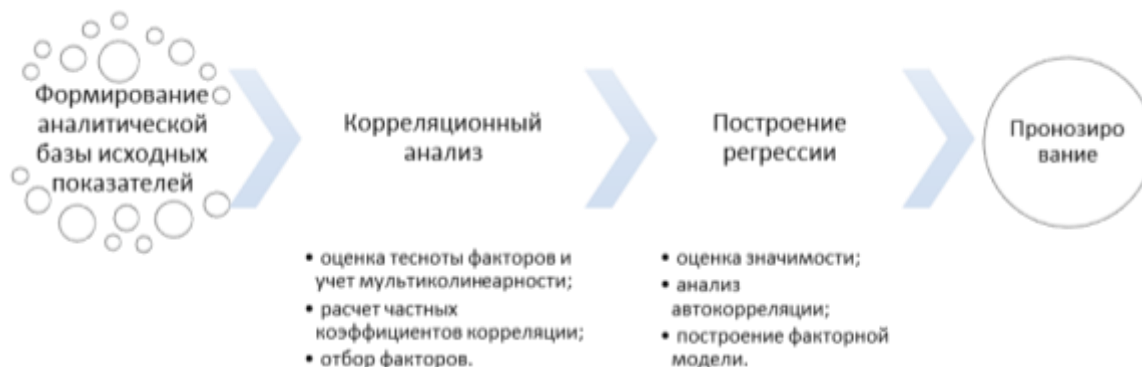 Формирование
аналитической
базы исходных
показателей
Корреляционный
анализ
• оценка тесноты факторов и
учет мультиколинеарности;
• расчет частных
коэффициентов корреляции;
• отбор факторов.
Построение
регрессии
• оценка значимости;
• анализ
автокорреляции;
• построение факторной
модели.
Пронозиро
вание